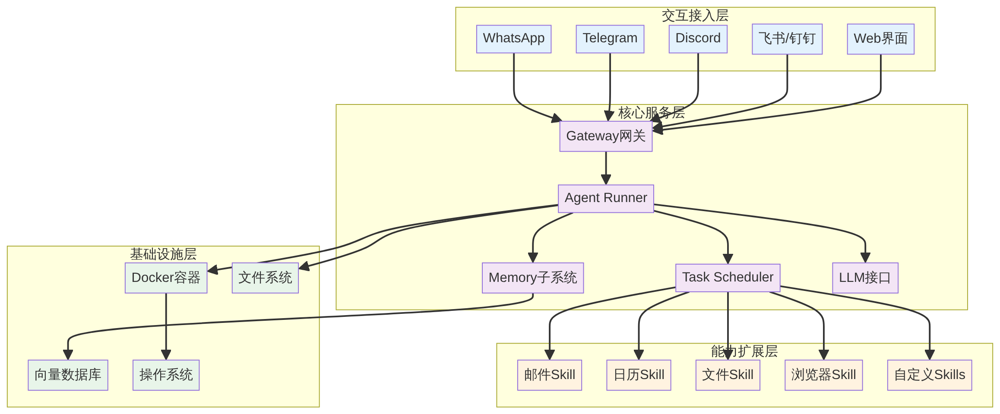 交互接入层
WhatsApp
Telegram
Discord
飞书/钉钉
Web界面
核心服务层
Gateway网关
Agent Runner
基础设施层
Docker容器
文件系统
Memory子系统
Task Scheduler
LLM接口
能力扩展层
向量数据库
操作系统
邮件Skill
日历Skill
文件Skill
浏览器Skill
自定义Skills